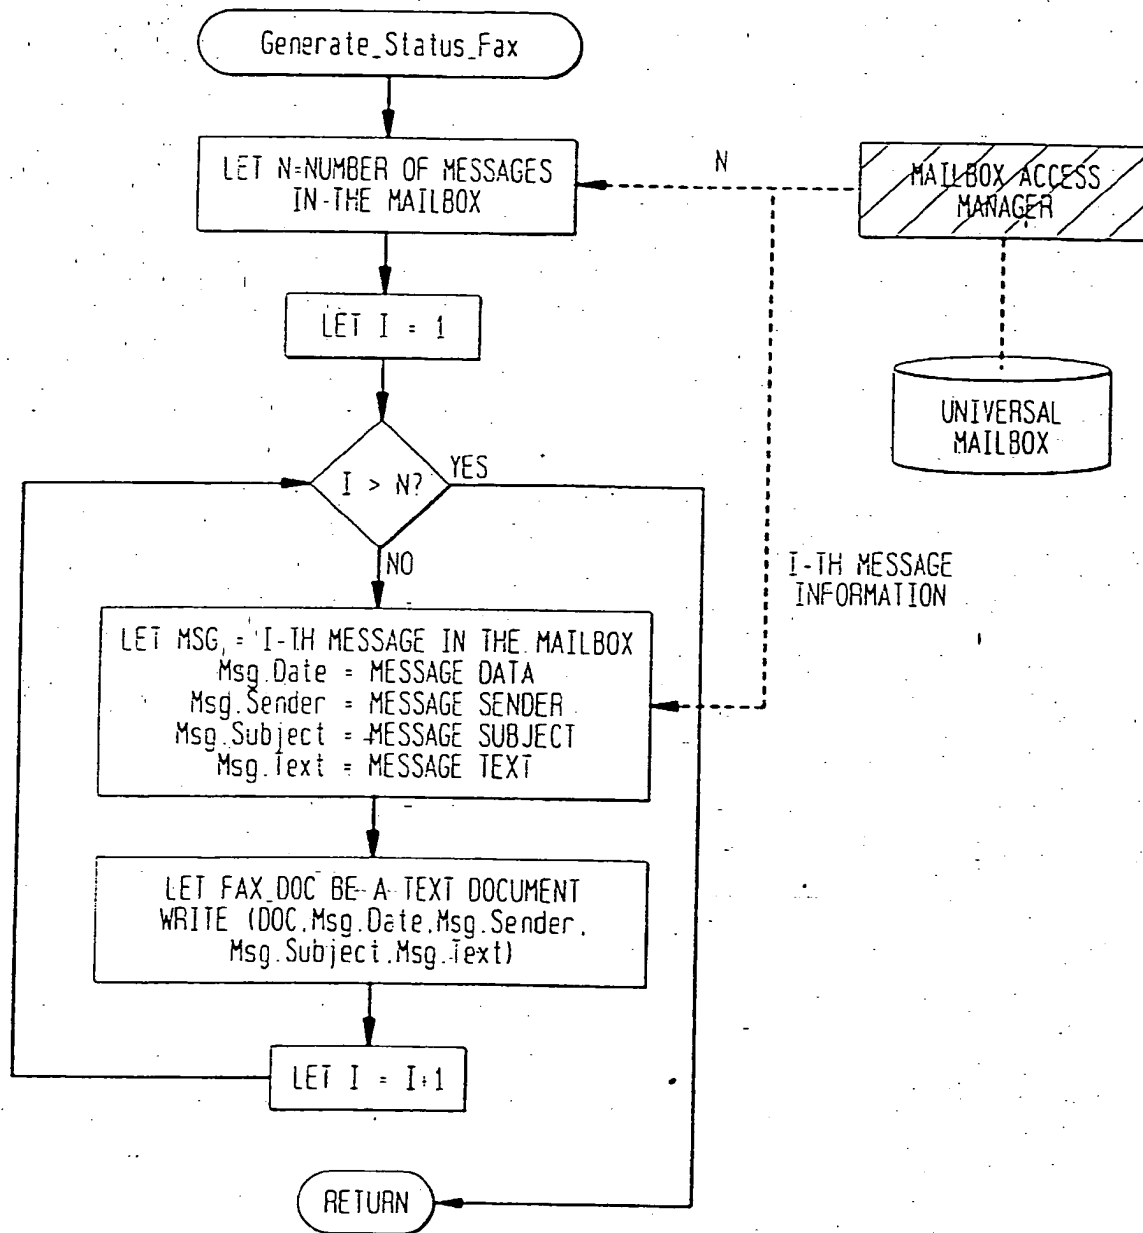 Generate_Status_Fax
LET N=NUMBER OF MESSAGES
IN THE MAILBOX
N
MAILBOX ACCESS
MANAGER
LET I = 1
UNIVERSAL
MAILBOX
I > N?
YES
NO
I-TH MESSAGE
INFORMATION
LET MSG = I-TH MESSAGE IN THE MAILBOX
Msg.Date = MESSAGE DATA
Msg.Sender = MESSAGE SENDER
Msg.Subject = MESSAGE SUBJECT
Msg.Text = MESSAGE TEXT
LET FAX_DOC BE A TEXT DOCUMENT
WRITE (DOC,Msg.Date,Msg.Sender,
Msg.Subject,Msg.Text)
LET I = I+1
RETURN